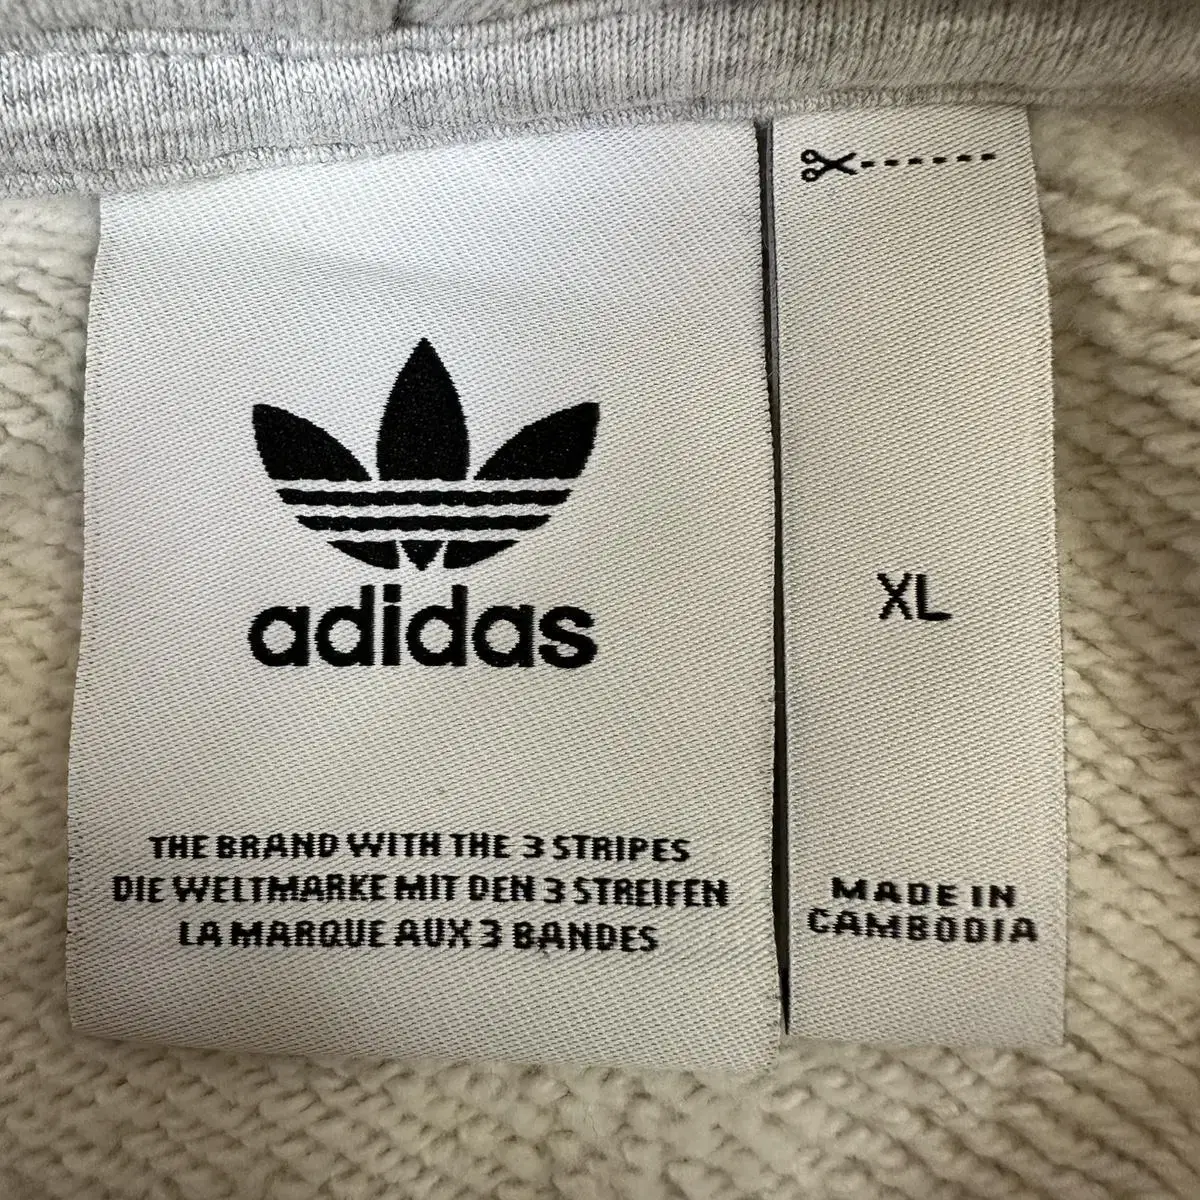 adidas
THE BRAND WITH THE 3 STRIPES
DIE WELTMARKE MIT DEN 3 STREIFEN
LA MARQUE AUX 3 BANDES
XL
MADE IN
CAMBODIA